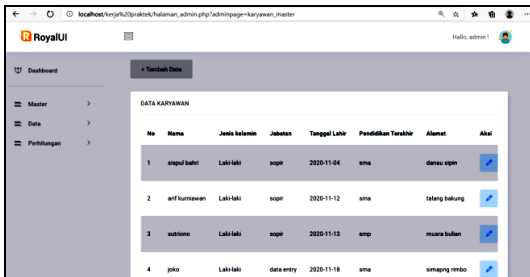 localhost/kerja%20praktek/halaman_admin.php?adminpage=karyawan_master
RoyalUI
Hallo, admin !
Dashboard
+ Tambah Data
Master
Data
Perhitungan
DATA KARYAWAN
No Nama Jenis kelamin Jabatan Tanggal Lahir Pendidikan Terakhir Alamat Aksi
1 siapul bahri Laki-laki sopir 2020-11-04 sma danau sipin
2 arif kurniawan Laki-laki sopir 2020-11-12 sma talang bakung
3 sutriono Laki-laki sopir 2020-11-13 smp muara bulian
4 joko Laki-laki data entry 2020-11-18 sma simapng rimbo